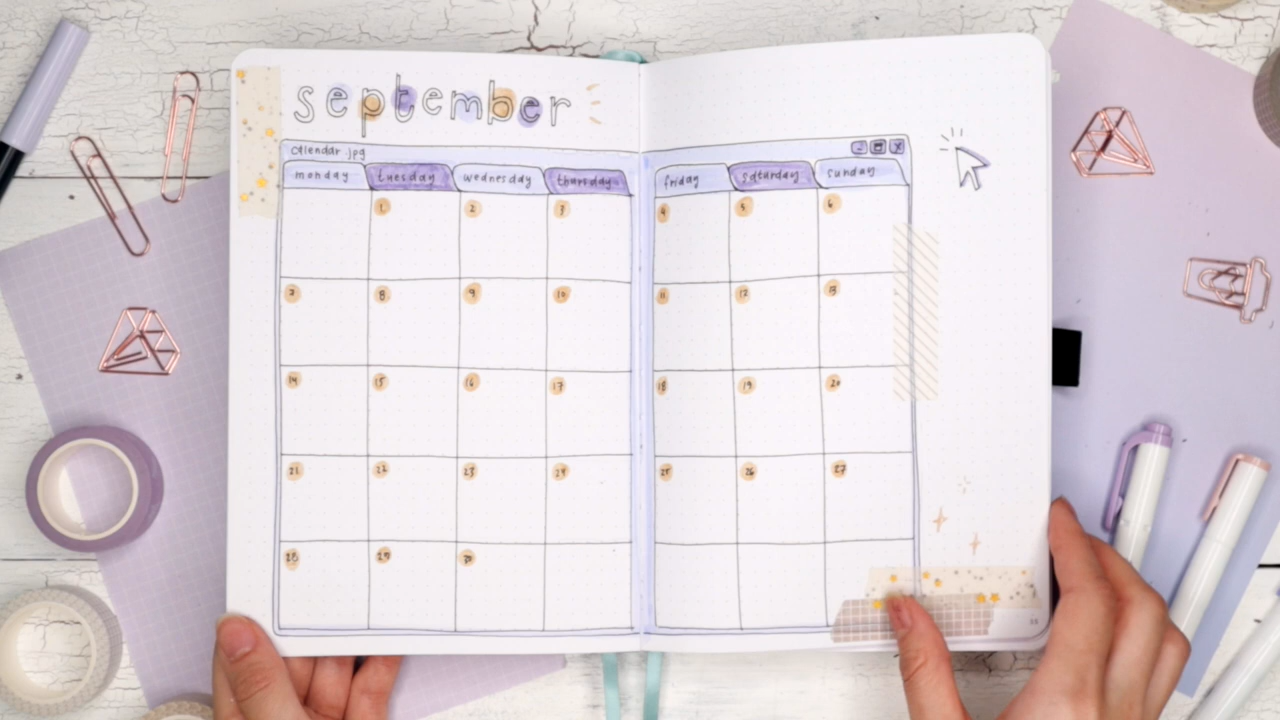 september
calendar.jpg
monday tuesday wednesday thursday friday saturday sunday
1 2 3 4 5 6
7 8 9 10 11 12 13
14 15 16 17 18 19 20
21 22 23 24 25 26 27
28 29 30